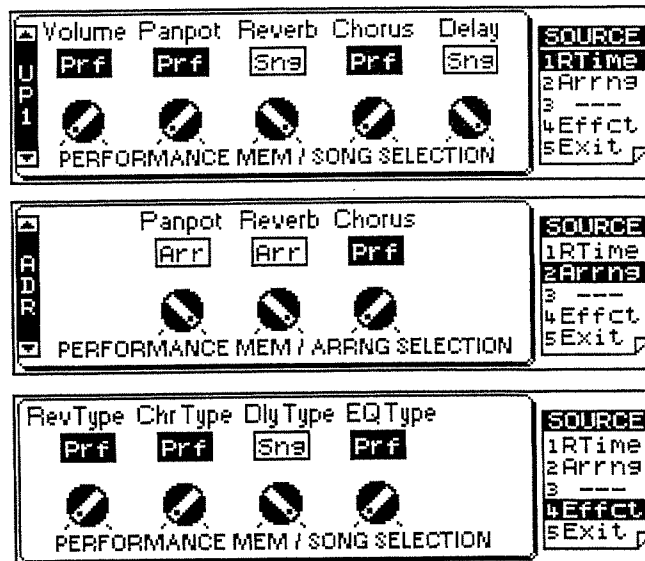 Volume Panpot Reverb Chorus Delay
Prf Prf Sng Prf Sng
UP1
PERFORMANCE MEM / SONG SELECTION
SOURCE
1RTime
2Arrng
3 ---
4Effct
5Exit
Panpot Reverb Chorus
Arr Arr Prf
ADR
PERFORMANCE MEM / ARRNG SELECTION
SOURCE
1RTime
2Arrng
3 ---
4Effct
5Exit
RevType ChrType DlyType EQType
Prf Prf Sng Prf
PERFORMANCE MEM / SONG SELECTION
SOURCE
1RTime
2Arrng
3 ---
4Effct
5Exit